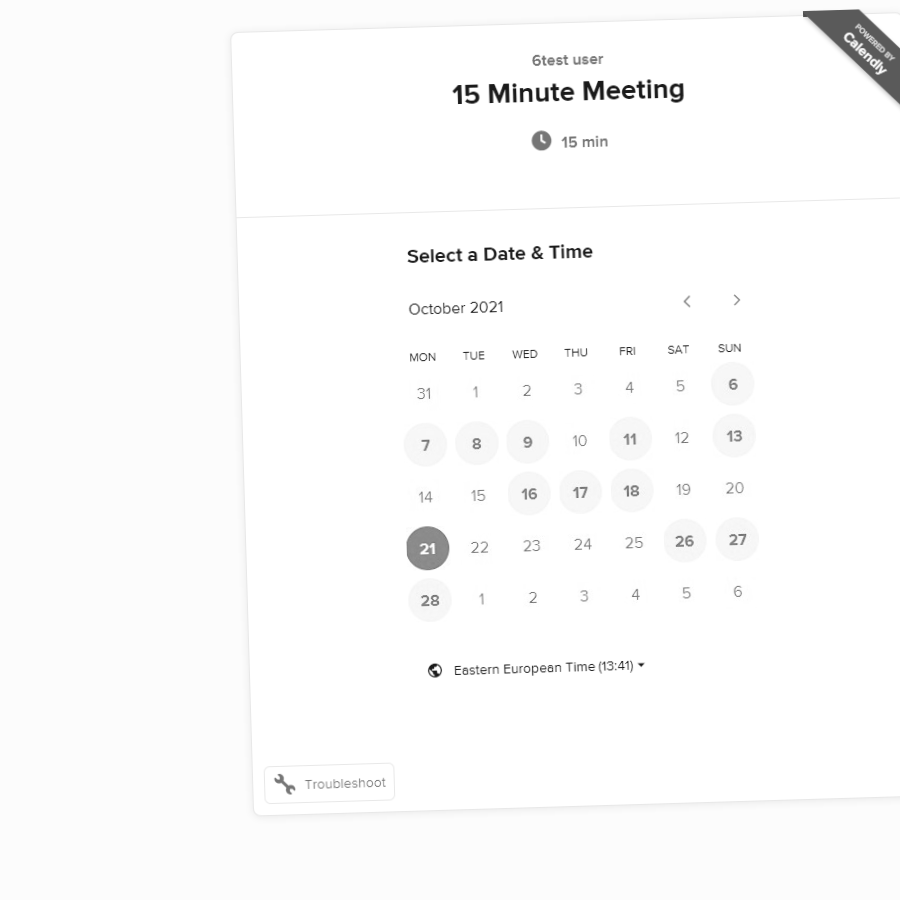 POWERED BY
Calendly
6test user
15 Minute Meeting
15 min
Select a Date & Time
October 2021
MON TUE WED THU FRI SAT SUN
31 1 2 3 4 5 6
7 8 9 10 11 12 13
14 15 16 17 18 19 20
21 22 23 24 25 26 27
28 1 2 3 4 5 6
Eastern European Time (13:41)
Troubleshoot